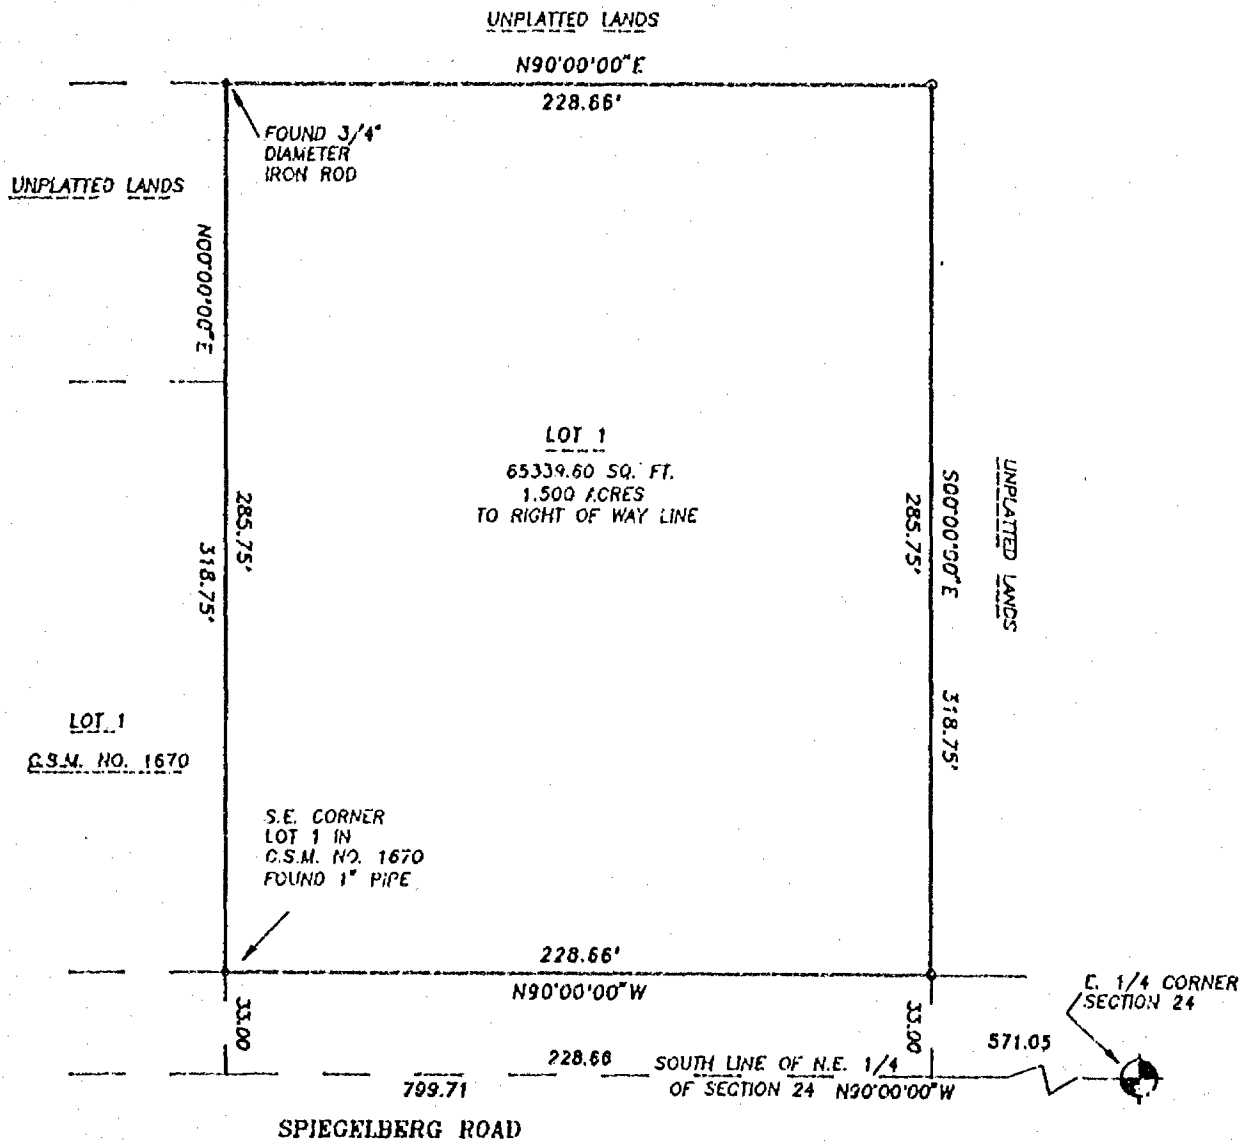 UNPLATTED LANDS
N90°00'00"E
228.66'
FOUND 3/4"
DIAMETER
IRON ROD
UNPLATTED LANDS
N00°00'00"E
LOT 1
65339.60 SQ. FT.
1.500 ACRES
TO RIGHT OF WAY LINE
285.75'
318.75'
285.75'
S00°00'00"E
UNPLATTED LANDS
318.75'
LOT 1
C.S.M. NO. 1670
S.E. CORNER
LOT 1 IN
C.S.M. NO. 1670
FOUND 1" PIPE
228.66'
N90°00'00"W
33.00
33.00
E. 1/4 CORNER
SECTION 24
571.05
228.66
SOUTH LINE OF N.E. 1/4
OF SECTION 24 N90°00'00"W
799.71
SPIEGELBERG ROAD